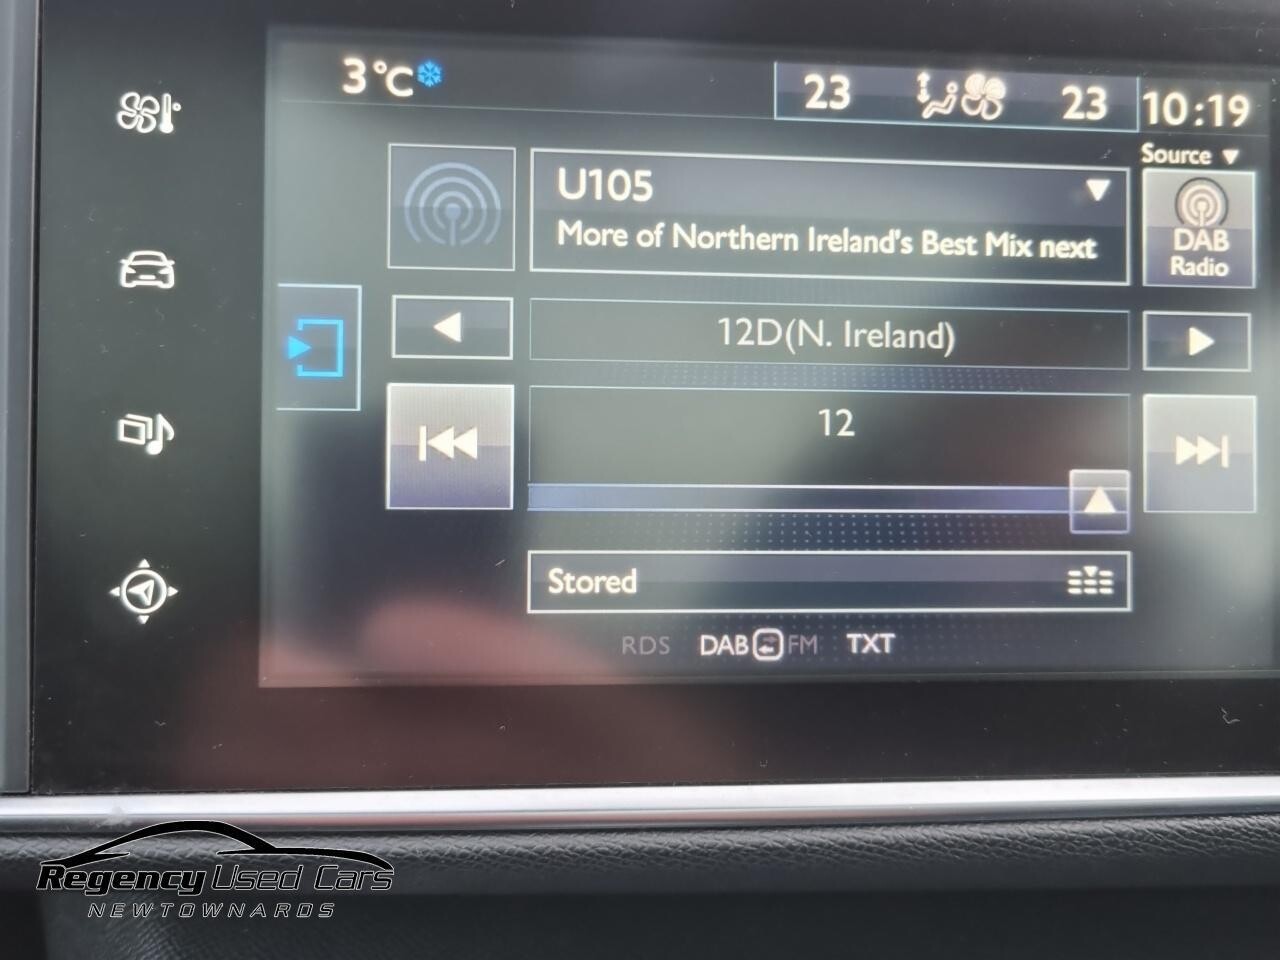 3°C
23
23
10:19
Source ▼
U105
More of Northern Ireland's Best Mix next
DAB
Radio
12D(N. Ireland)
12
Stored
RDS DAB FM TXT
Regency Used Cars
NEWTOWNARDS